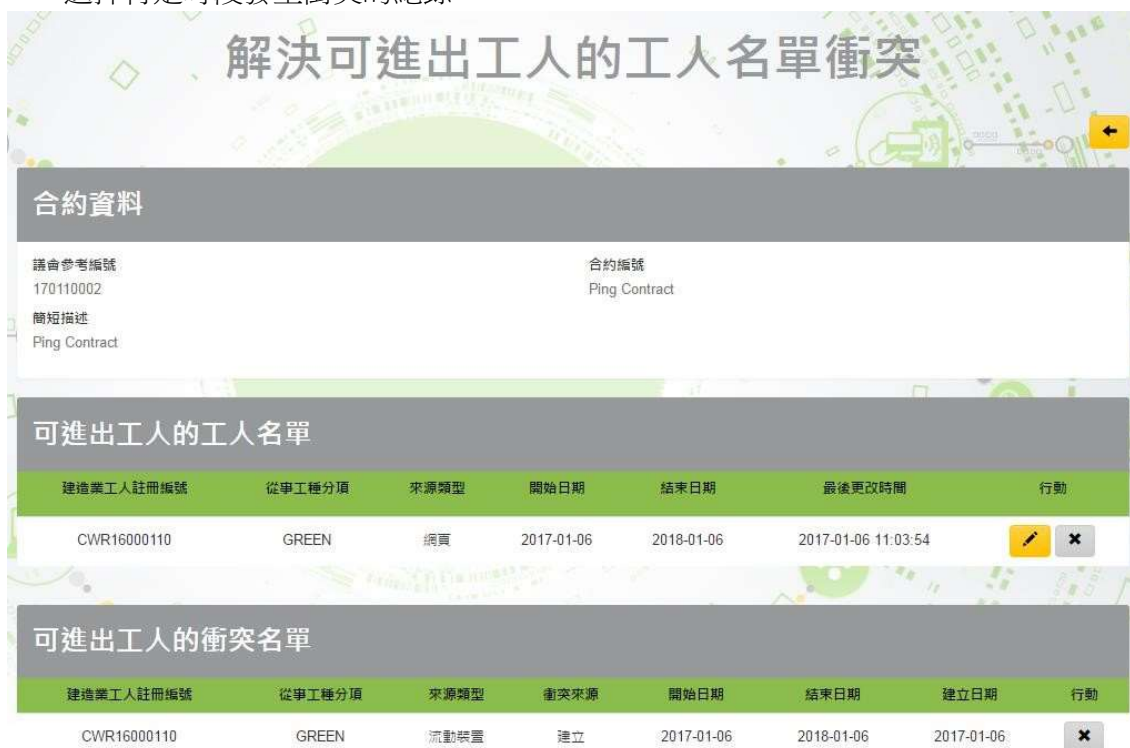 解決可進出工人的工人名單衝突
合約資料
議會參考編號 合約編號
170110002 Ping Contract
簡短描述
Ping Contract
可進出工人的工人名單
建造業工人註冊編號 從事工種分項 來源類型 開始日期 結束日期 最後更改時間 行動
CWR16000110 GREEN 網頁 2017-01-06 2018-01-06 2017-01-06 11:03:54
可進出工人的衝突名單
建造業工人註冊編號 從事工種分項 來源類型 衝突來源 開始日期 結束日期 建立日期 行動
CWR16000110 GREEN 流動裝置 建立 2017-01-06 2018-01-06 2017-01-06